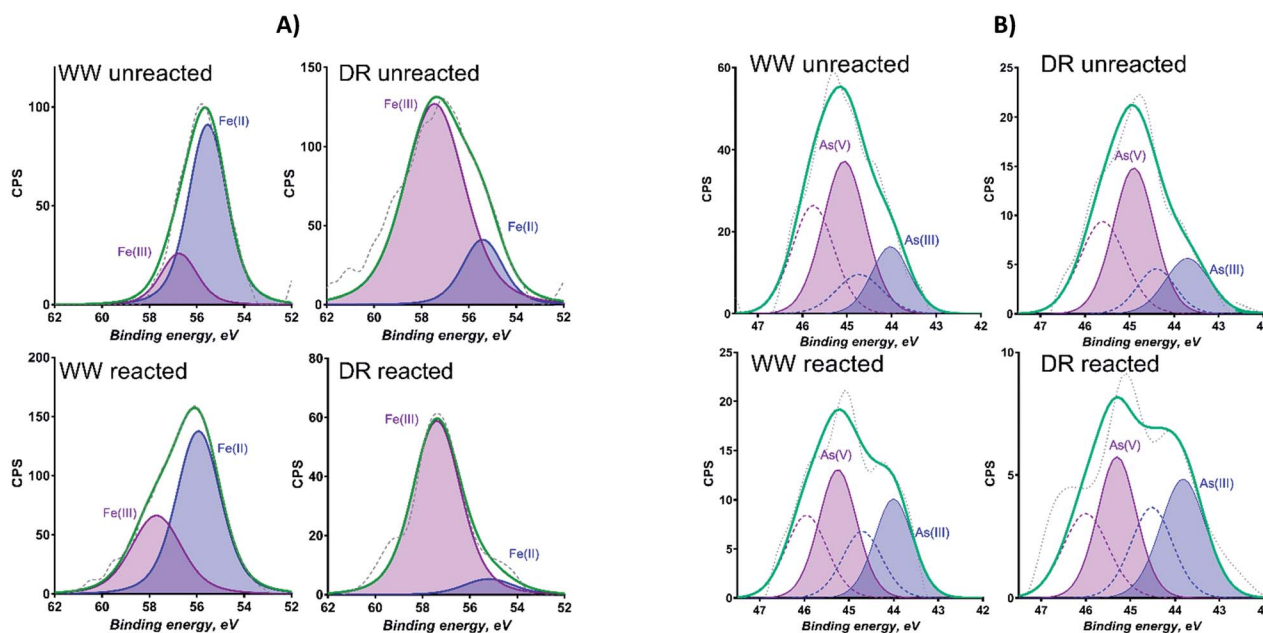 A)
WW unreacted
100
50
0
62 60 58 56 54 52
CPS
Binding energy, eV
Fe(III)
Fe(II)
DR unreacted
150
100
50
0
62 60 58 56 54 52
CPS
Binding energy, eV
Fe(III)
Fe(II)
WW reacted
200
150
100
50
0
62 60 58 56 54 52
CPS
Binding energy, eV
Fe(III)
Fe(II)
DR reacted
80
60
40
20
0
62 60 58 56 54 52
CPS
Binding energy, eV
Fe(III)
Fe(II)
B)
WW unreacted
60
40
20
0
47 46 45 44 43 42
CPS
Binding energy, eV
As(V)
As(III)
DR unreacted
25
20
15
10
5
0
47 46 45 44 43
CPS
Binding energy, eV
As(V)
As(III)
WW reacted
25
20
15
10
5
0
47 46 45 44 43 42
CPS
Binding energy, eV
As(V)
As(III)
DR reacted
10
5
0
47 46 45 44 43
CPS
Binding energy, eV
As(V)
As(III)